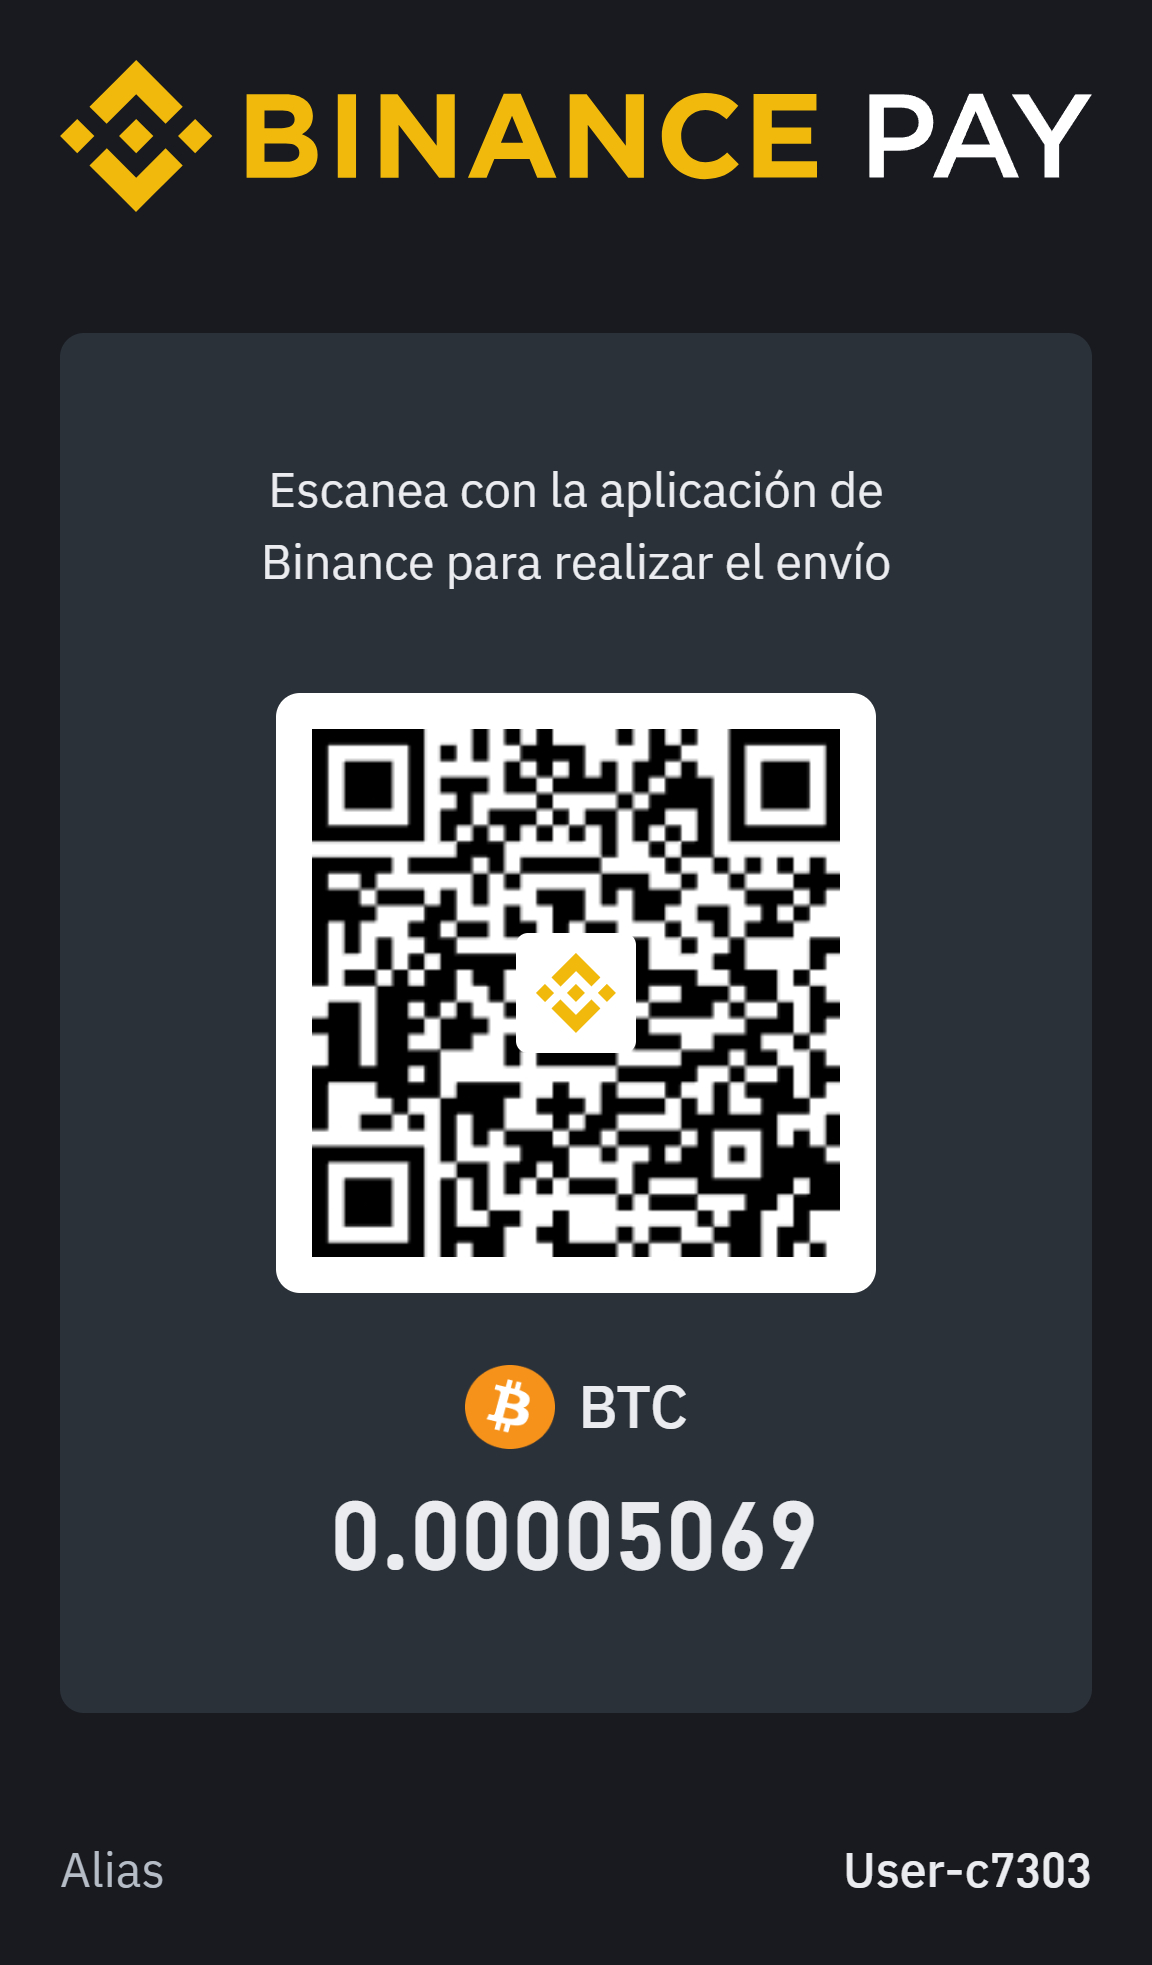 BINANCE PAY
Escanea con la aplicación de
Binance para realizar el envío
BTC
0.00005069
Alias User-c7303